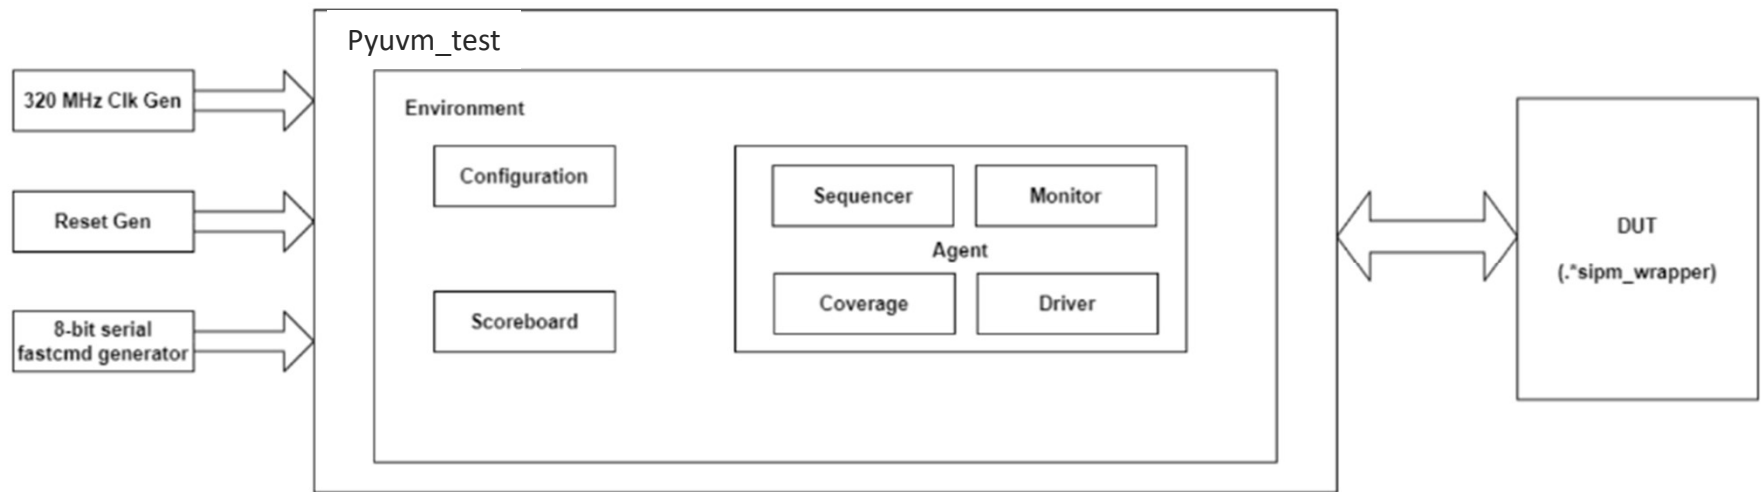 Pyuvm_test
320 MHz Clk Gen
Environment
Configuration
Sequencer
Monitor
Reset Gen
Agent
DUT
(.*sipm_wrapper)
Coverage
Driver
Scoreboard
8-bit serial
fastcmd generator